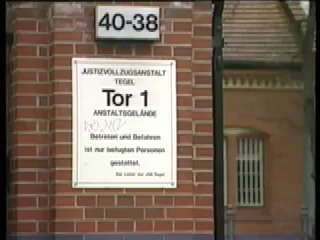 40-38
JUSTIZVOLLZUGSANSTALT
TEGEL
Tor 1
ANSTALTSGELÄNDE
Betreten und Befahren
ist nur befugten Personen
gestattet.
Der Leiter der JVA Tegel